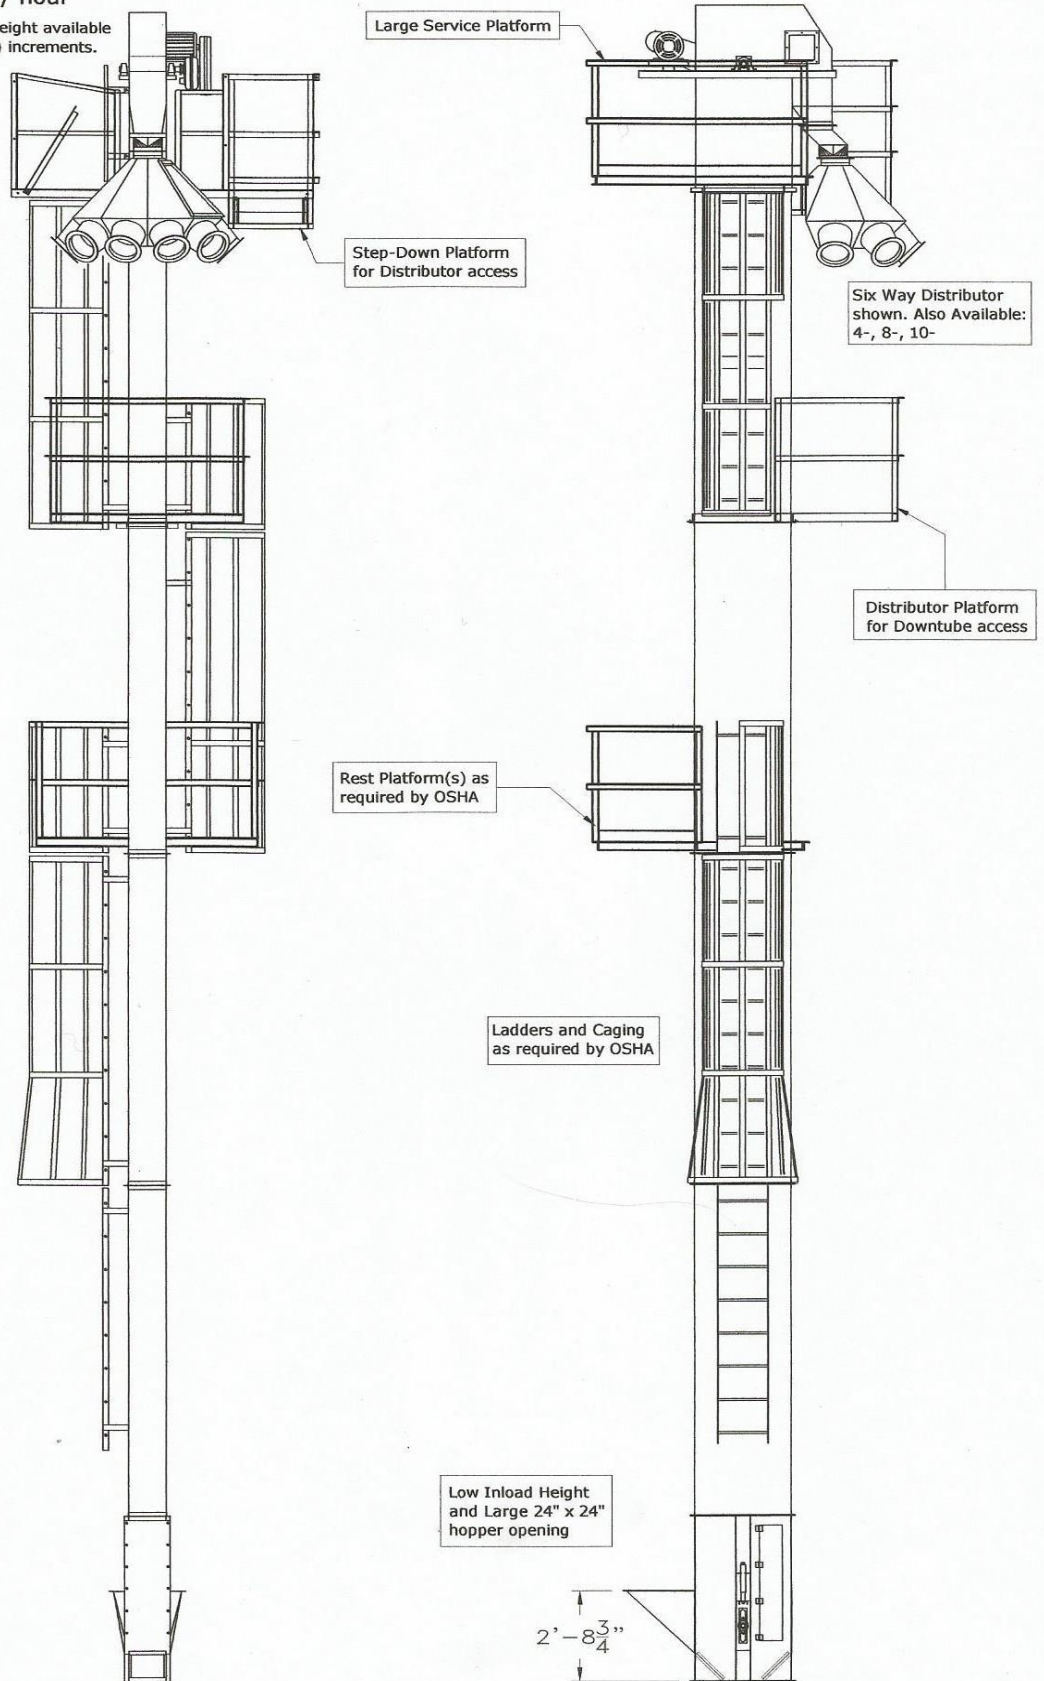 hour
eight available
increments.
Large Service Platform
Step-Down Platform
for Distributor access
Six Way Distributor
shown. Also Available:
4-, 8-, 10-
Distributor Platform
for Downtube access
Rest Platform(s) as
required by OSHA
Ladders and Caging
as required by OSHA
Low Inload Height
and Large 24" x 24"
hopper opening
2'-8 3/4"